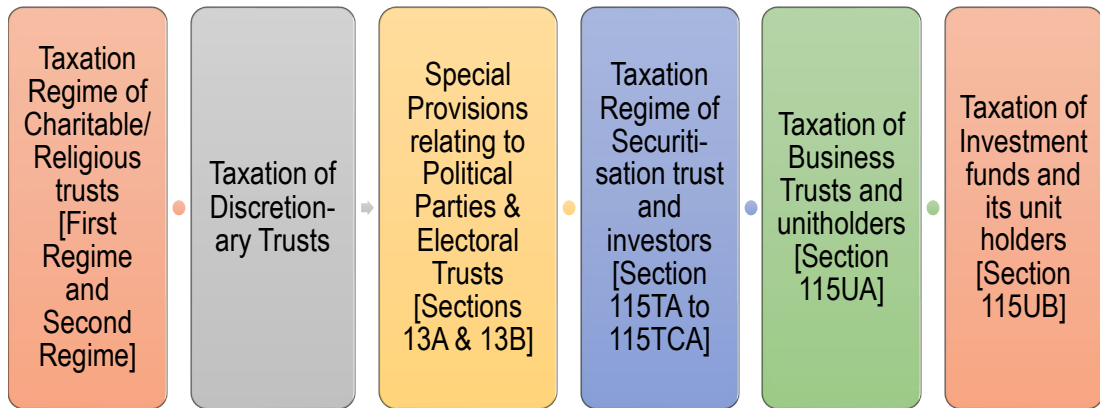 Taxation
Regime of
Charitable/
Religious
trusts
[First
Regime
and
Second
Regime]
Taxation of
Discretion-
ary Trusts
Special
Provisions
relating to
Political
Parties &
Electoral
Trusts
[Sections
13A & 13B]
Taxation
Regime of
Securiti-
sation trust
and
investors
[Section
115TA to
115TCA]
Taxation of
Business
Trusts and
unitholders
[Section
115UA]
Taxation of
Investment
funds and
its unit
holders
[Section
115UB]